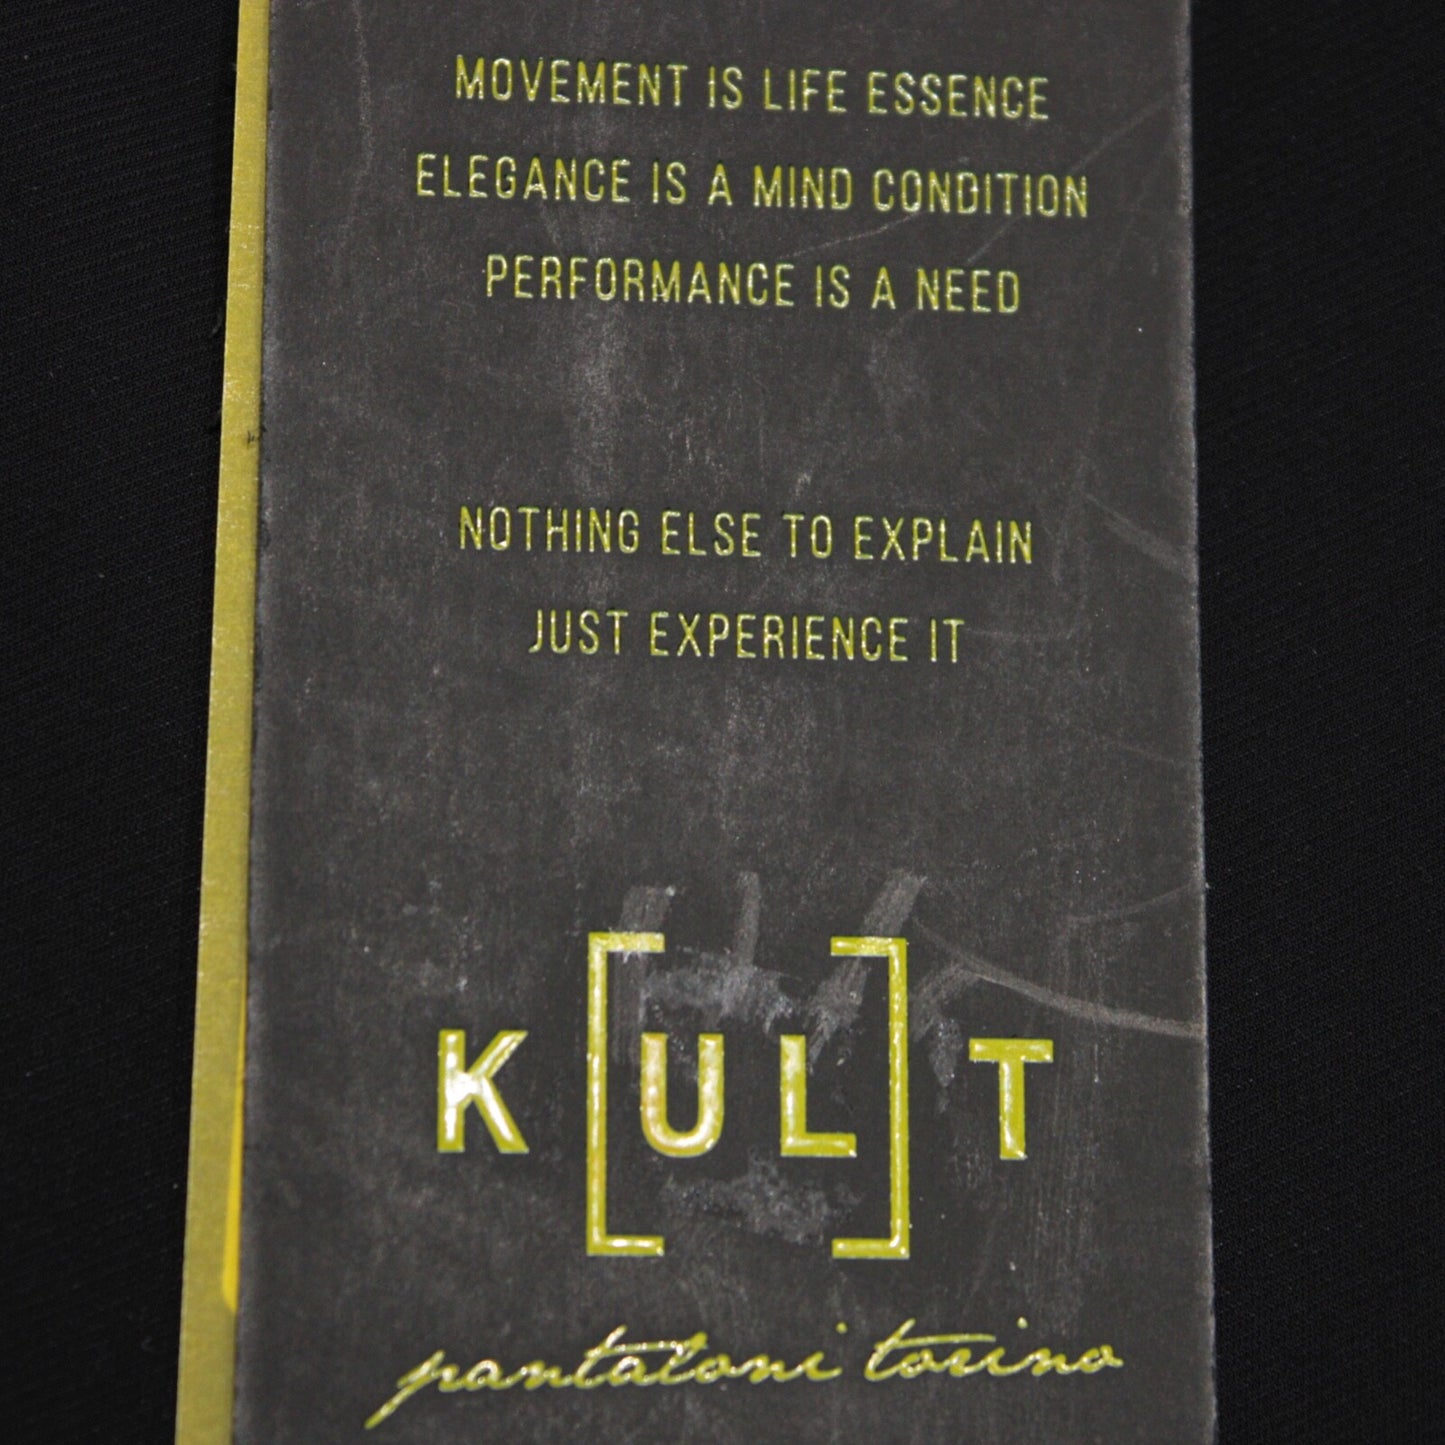 MOVEMENT IS LIFE ESSENCE
ELEGANCE IS A MIND CONDITION
PERFORMANCE IS A NEED
NOTHING ELSE TO EXPLAIN
JUST EXPERIENCE IT
K[UL]T
pantaloni torino